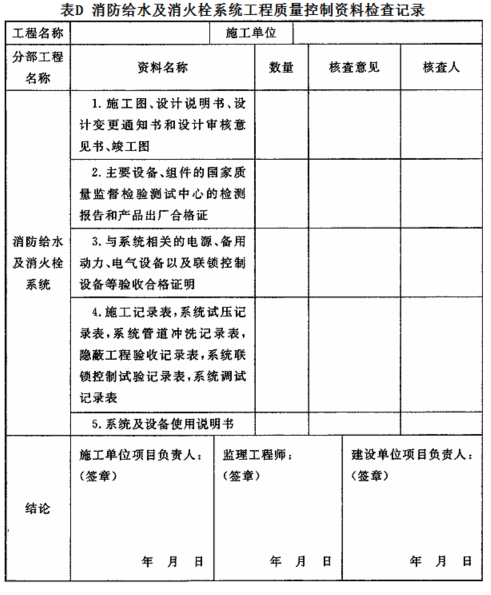 表D 消防给水及消火栓系统工程质量控制资料检查记录
工程名称 施工单位
分部工程
名称
资料名称 数量 核查意见 核查人
消防给水
及消火栓
系统
1.施工图、设计说明书、设
计变更通知书和设计审核意
见书、竣工图
2.主要设备、组件的国家质
量监督检验测试中心的检测
报告和产品出厂合格证
3.与系统相关的电源、备用
动力、电气设备以及联锁控制
设备等验收合格证明
4.施工记录表,系统试压记
录表,系统管道冲洗记录表,
隐蔽工程验收记录表,系统联
锁控制试验记录表,系统调试
记录表
5.系统及设备使用说明书
结论
施工单位项目负责人:
(签章)
年 月 日
监理工程师:
(签章)
年 月 日
建设单位项目负责人:
(签章)
年 月 日